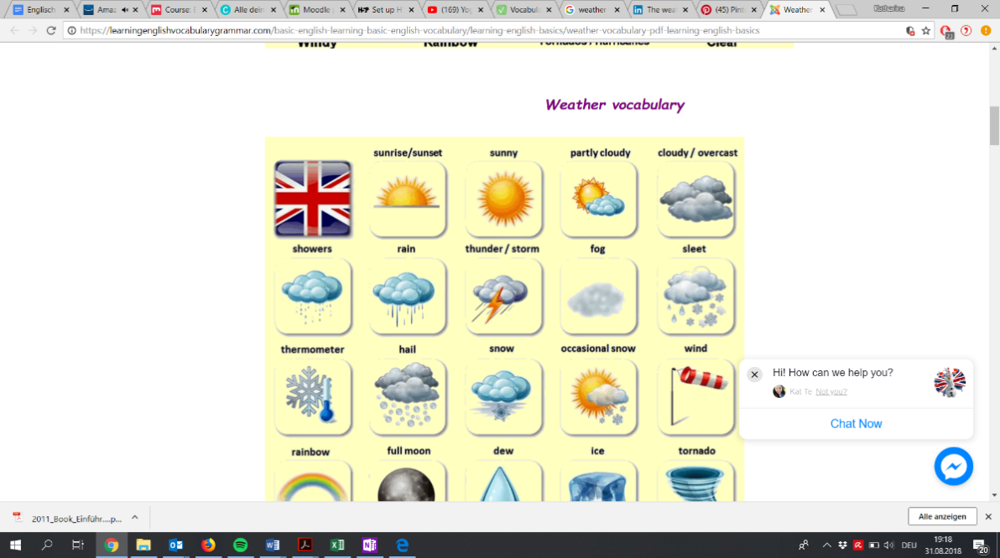 Englisch Amaz Course: E Alle dein Moodle H-P Set up H (169) Yo Vocabul G weather The wea (45) Pint Weathe Katharina
https://learningenglishvocabularygrammar.com/basic-english-learning-basic-english-vocabulary/learning-english-basics/weather-vocabulary-pdf-learning-english-basics
23
Windy Rainbow Tornados / Hurricanes Clear
Weather vocabulary
sunrise/sunset sunny partly cloudy cloudy / overcast
showers rain thunder / storm fog sleet
thermometer hail snow occasional snow wind
Hi! How can we help you?
Kat Te Not you?
Chat Now
rainbow full moon dew ice tornado
2011_Book_Einführ....p... Alle anzeigen
DEU
19:18
31.08.2018
20